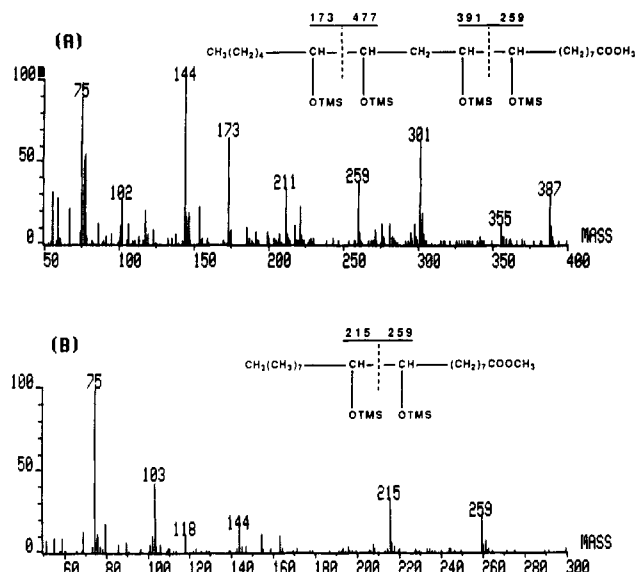 173 477 391 259
(A)
CH3(CH2)4 CH CH CH2 CH CH (CH2)7COOCH3
OTMS OTMS OTMS OTMS
100 75 144 173 301
50 102 211 259 387
355
0
50 100 150 200 250 300 350 400 MASS
(B)
215 259
CH3(CH2)7 CH CH (CH2)7COOCH3
OTMS OTMS
100 75
50 103
118 144 215 259
0 MASS
60 80 100 120 140 160 180 200 220 240 260 280 300